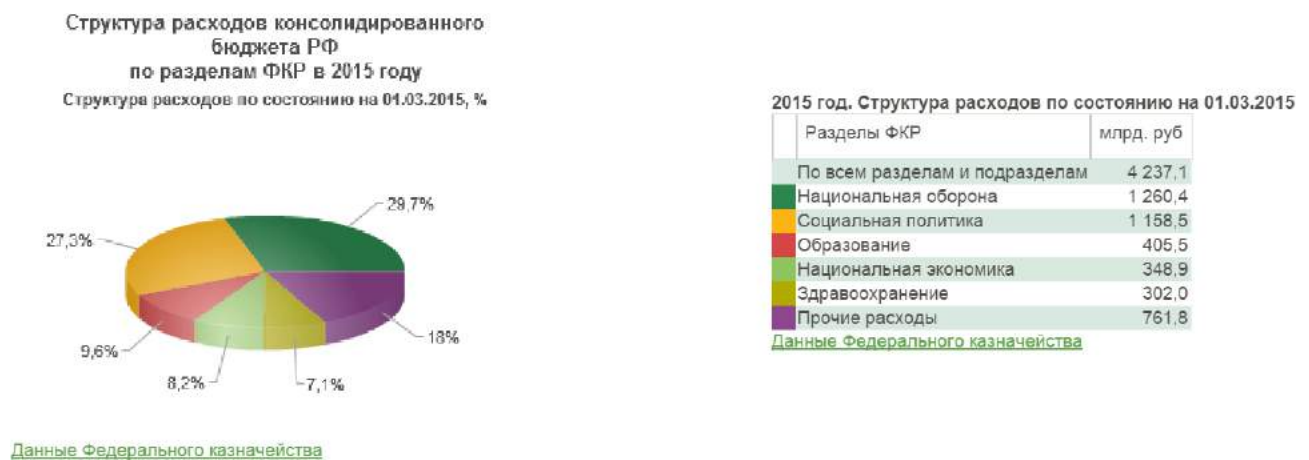 Структура расходов консолидированного
бюджета РФ
по разделам ФКР в 2015 году
Структура расходов по состоянию на 01.03.2015, %
29,7%
27,3%
18%
9,6%
8,2%
7,1%
Данные Федерального казначейства
2015 год. Структура расходов по состоянию на 01.03.2015
Разделы ФКР млрд. руб
По всем разделам и подразделам 4 237,1
Национальная оборона 1 260,4
Социальная политика 1 158,5
Образование 405,5
Национальная экономика 348,9
Здравоохранение 302,0
Прочие расходы 761,8
Данные Федерального казначейства